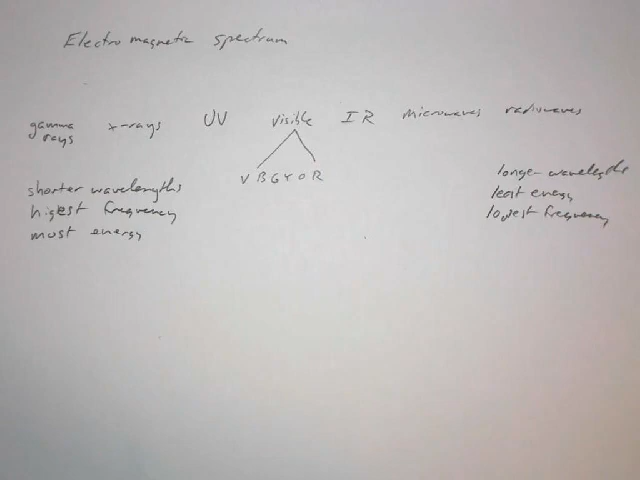 Electromagnetic spectrum
gamma rays x-rays UV visible IR microwaves radiowaves
V B G Y O R
shorter wavelengths
higest frequency
most energy
longer wavelengths
least energy
lowest frequency